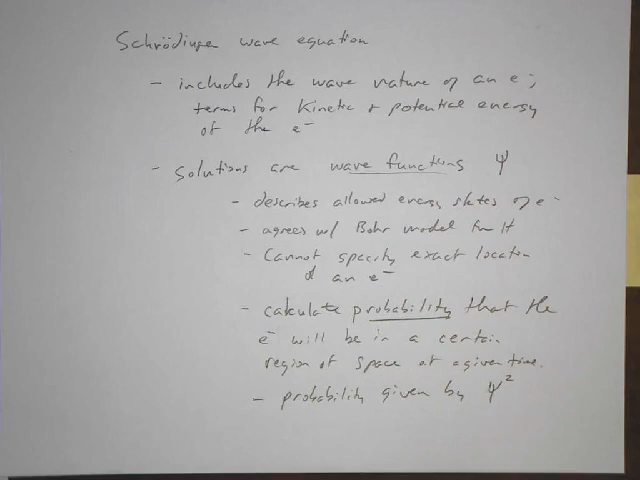 Schrödinger wave equation
- includes the wave nature of an e⁻;
terms for Kinetic + potential energy
of the e⁻
- Solutions are wave functions ψ
- describes allowed energy states of e⁻
- agrees w/ Bohr model for H
- Cannot specify exact location
of an e⁻
- calculate probability that the
e⁻ will be in a certain
region of space at a given time.
- probability given by ψ²